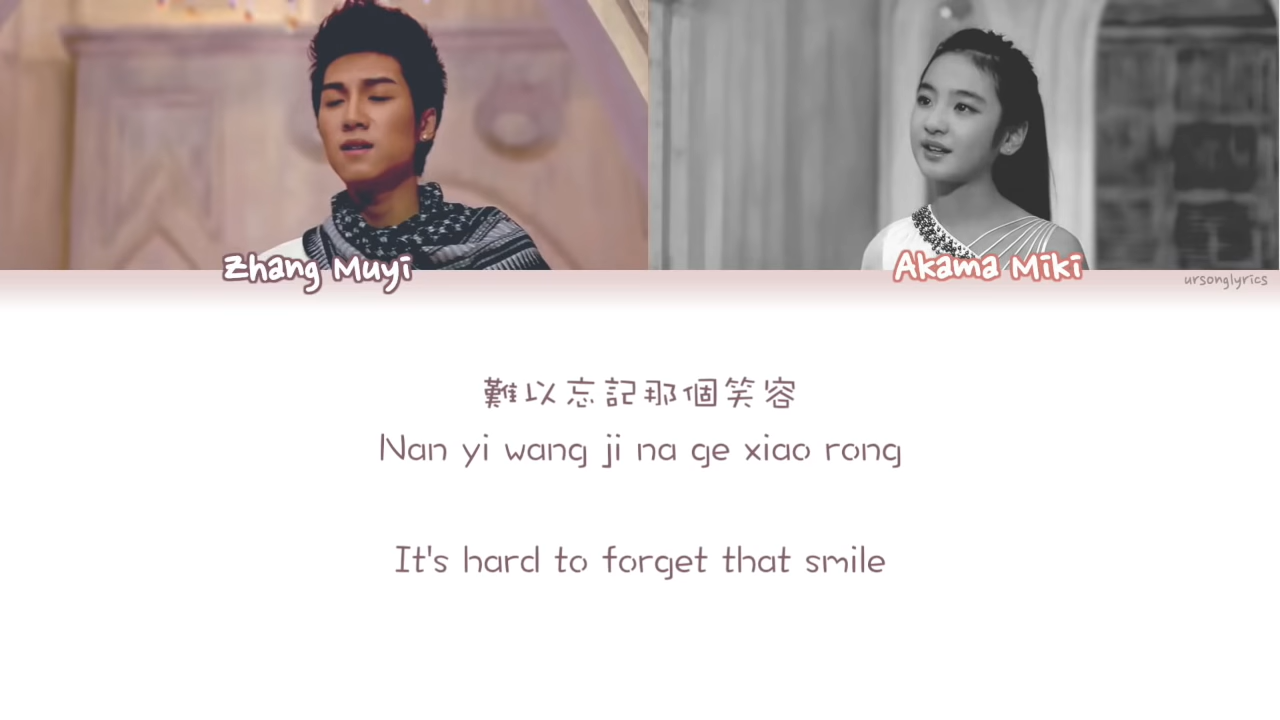 Zhang Muyi
Akama Miki
ursonglyrics
難以忘記那個笑容
Nan yi wang ji na ge xiao rong
It's hard to forget that smile